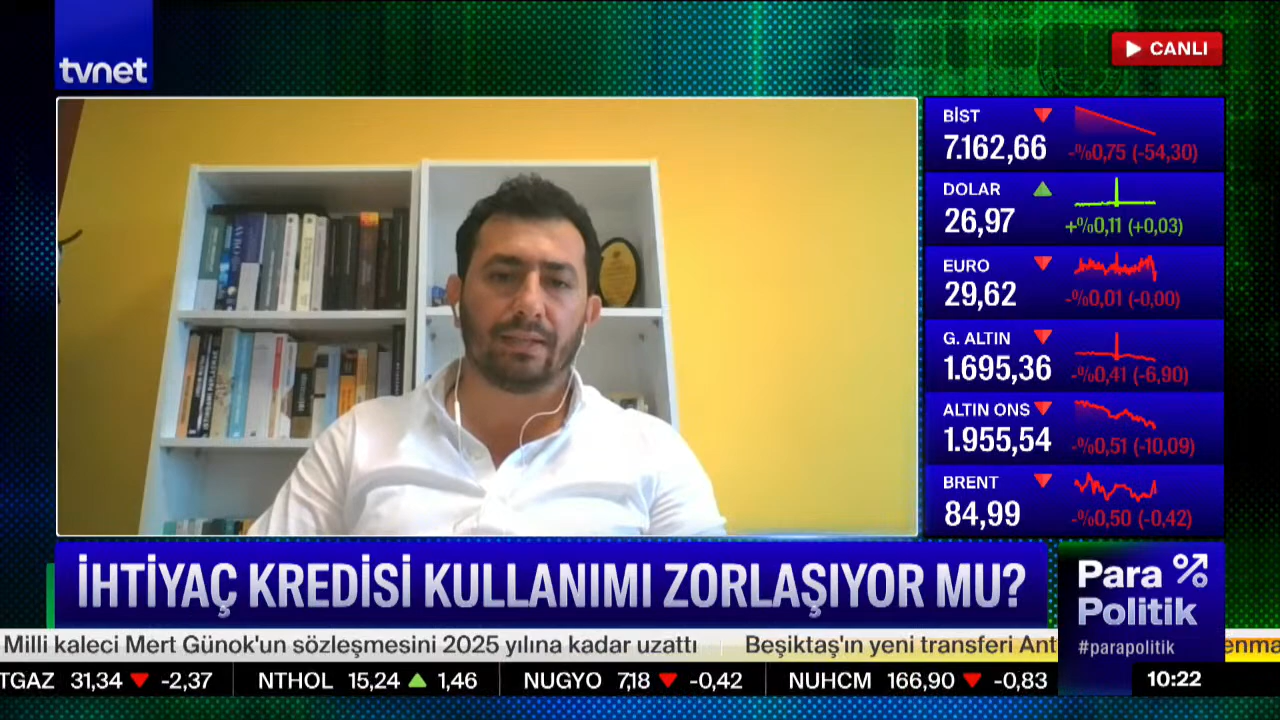 tvnet
CANLI
BİST
7.162,66
-%0,75 (-54,30)
DOLAR
26,97
+%0,11 (+0,03)
EURO
29,62
-%0,01 (-0,00)
G. ALTIN
1.695,36
-%0,41 (-6,90)
ALTIN ONS
1.955,54
-%0,51 (-10,09)
BRENT
84,99
-%0,50 (-0,42)
İHTİYAÇ KREDİSİ KULLANIMI ZORLAŞIYOR MU?
Para %
Politik
#parapolitik
Milli kaleci Mert Günok'un sözleşmesini 2025 yılına kadar uzattı
Beşiktaş'ın yeni transferi Ant
TGAZ 31,34 -2,37 NTHOL 15,24 1,46 NUGYO 7,18 -0,42 NUHCM 166,90 -0,83
10:22